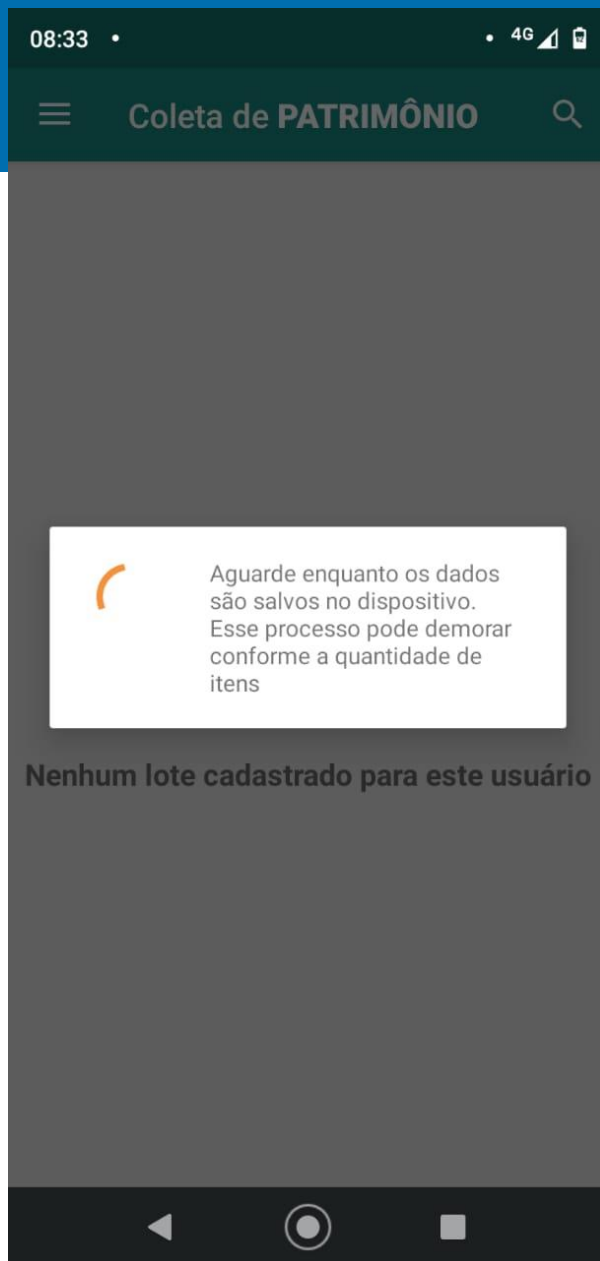 08:33
4G
Coleta de PATRIMÔNIO
Aguarde enquanto os dados
são salvos no dispositivo.
Esse processo pode demorar
conforme a quantidade de
itens
Nenhum lote cadastrado para este usuário